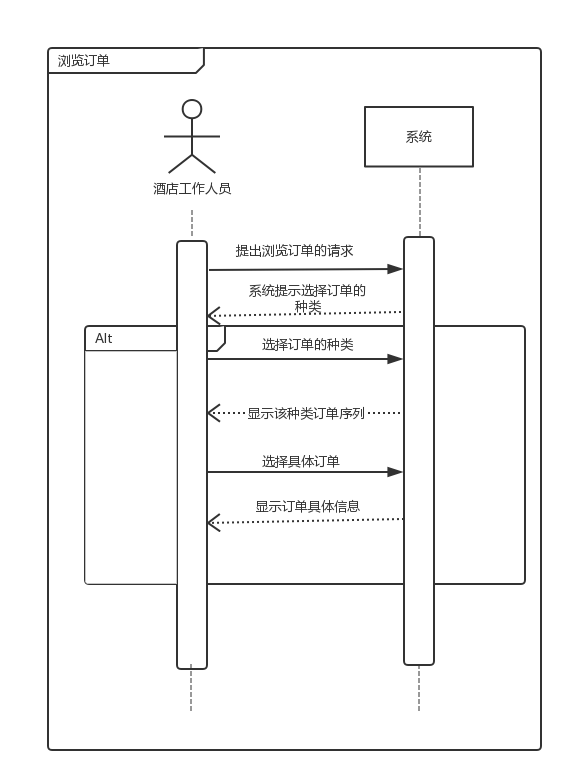 浏览订单
系统
酒店工作人员
提出浏览订单的请求
系统提示选择订单的
种类
Alt
选择订单的种类
显示该种类订单序列
选择具体订单
显示订单具体信息